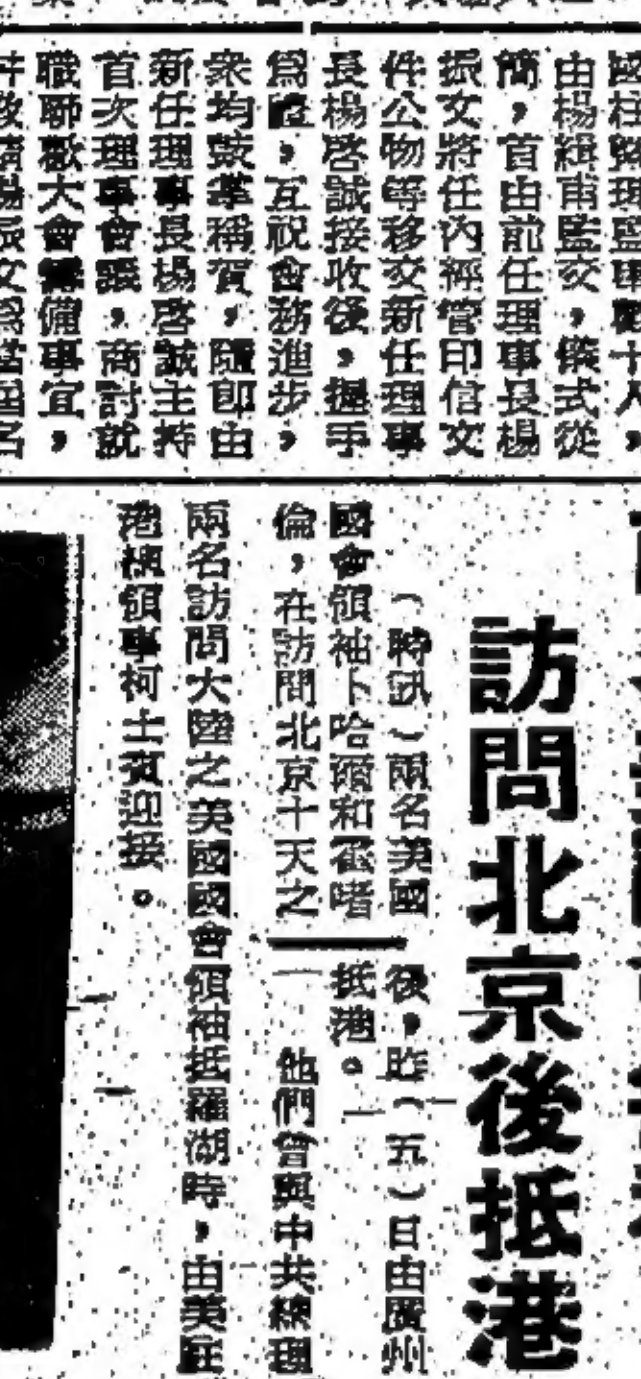 由楊緝甫監交，儀式從
簡，首由前任理事長楊
振文將任內經管印信文
件公物等移交新任理事
長楊啓誠接收後，握手
爲禮，互祝會務進步，
衆均鼓掌稱賀，隨卽由
新任理事長楊啓誠主持
首次理事會議，商討就
職聯歡大會籌備事宜，
訪問北京後抵港
（時訊）兩名美國
國會領袖卜哈爾和霍啫
倫，在訪問北京十天之
後，昨（五）日由廣州
抵港。
他們曾與中共總理
兩名訪問大陸之美國國會領袖抵羅湖時，由美駐
港總領事柯士賓迎接。